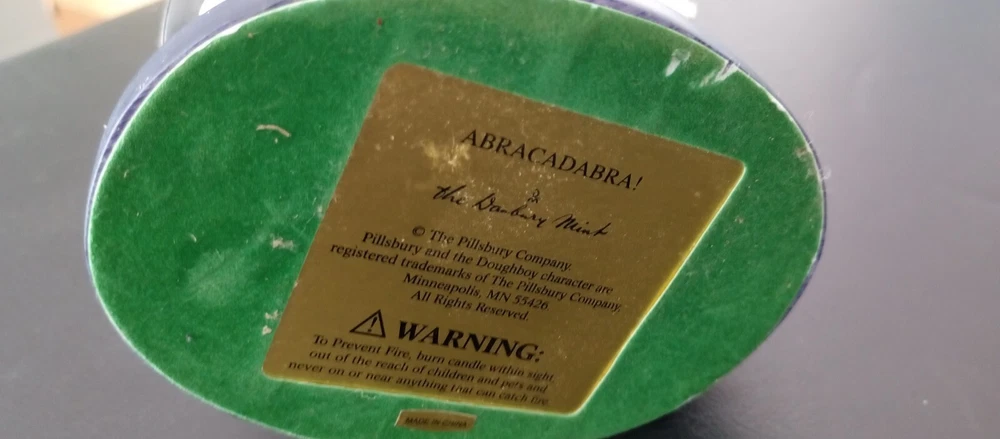 ABRACADABRA!
the Danbury Mint
© The Pillsbury Company.
Pillsbury and the Doughboy character are
registered trademarks of The Pillsbury Company,
Minneapolis, MN 55426
All Rights Reserved.
⚠ WARNING:
To Prevent Fire, burn candle within sight,
out of the reach of children and pets and
never on or near anything that can catch fire.
MADE IN CHINA